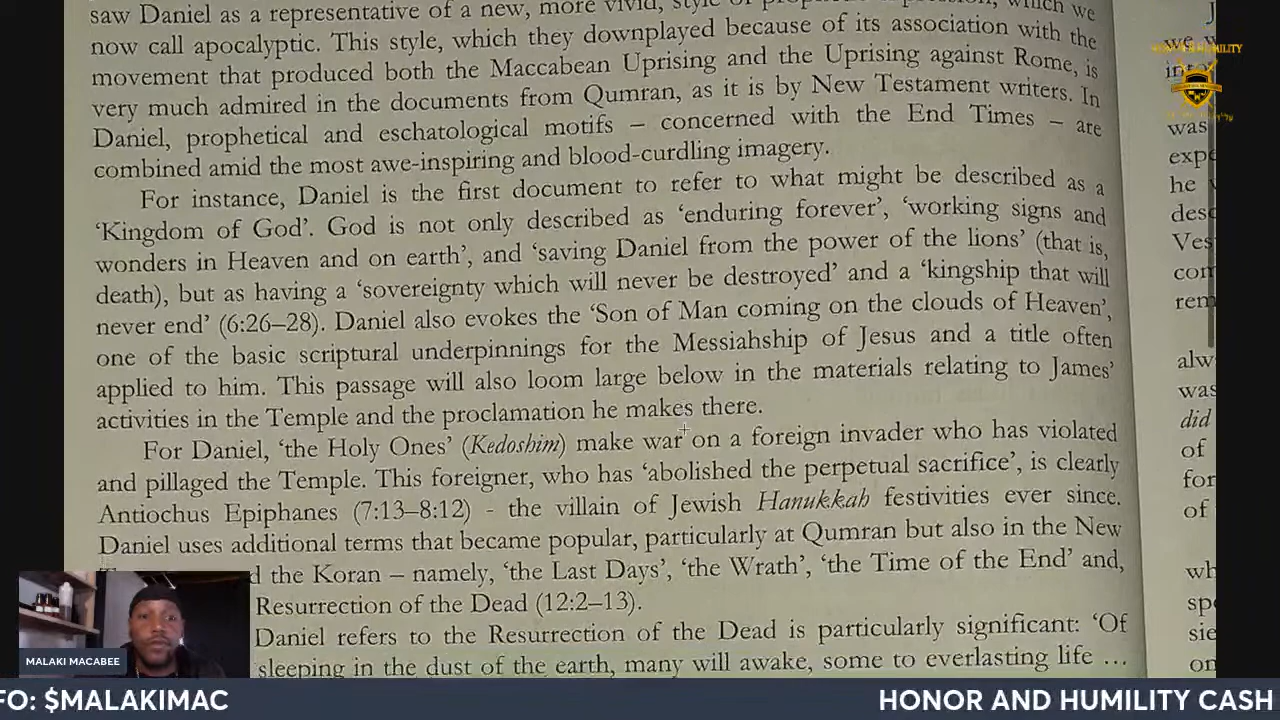 saw Daniel as a representative of a new, more vivid, style of which we
now call apocalyptic. This style, which they downplayed because of its association with the
movement that produced both the Maccabean Uprising and the Uprising against Rome, is
very much admired in the documents from Qumran, as it is by New Testament writers. In
Daniel, prophetical and eschatological motifs – concerned with the End Times – are
combined amid the most awe-inspiring and blood-curdling imagery.
For instance, Daniel is the first document to refer to what might be described as a
‘Kingdom of God’. God is not only described as ‘enduring forever’, ‘working signs and
wonders in Heaven and on earth’, and ‘saving Daniel from the power of the lions’ (that is,
death), but as having a ‘sovereignty which will never be destroyed’ and a ‘kingship that will
never end’ (6:26–28). Daniel also evokes the ‘Son of Man coming on the clouds of Heaven’,
one of the basic scriptural underpinnings for the Messiahship of Jesus and a title often
applied to him. This passage will also loom large below in the materials relating to James’
activities in the Temple and the proclamation he makes there.
For Daniel, ‘the Holy Ones’ (Kedoshim) make war on a foreign invader who has violated
and pillaged the Temple. This foreigner, who has ‘abolished the perpetual sacrifice’, is clearly
Antiochus Epiphanes (7:13–8:12) - the villain of Jewish Hanukkah festivities ever since.
Daniel uses additional terms that became popular, particularly at Qumran but also in the New
d the Koran – namely, ‘the Last Days’, ‘the Wrath’, ‘the Time of the End’ and,
Resurrection of the Dead (12:2–13).
Daniel refers to the Resurrection of the Dead is particularly significant: ‘Of
sleeping in the dust of the earth, many will awake, some to everlasting life …
was
he
did
of
for
of
MALAKI MACABEE
FO: $MALAKIMAC
HONOR AND HUMILITY CASH